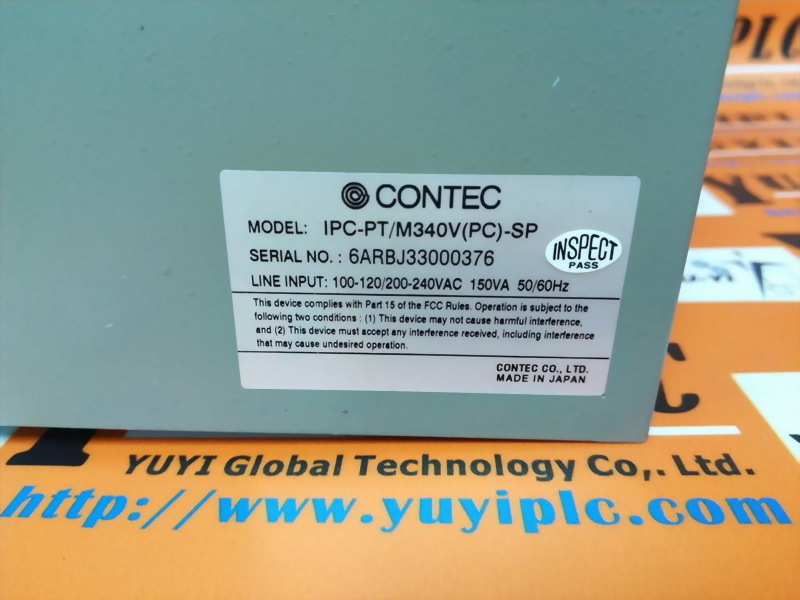 CONTEC
MODEL: IPC-PT/M340V(PC)-SP
SERIAL NO. : 6ARBJ33000376
INSPECT
PASS
LINE INPUT: 100-120/200-240VAC 150VA 50/60Hz
This device complies with Part 15 of the FCC Rules. Operation is subject to the
following two conditions : (1) This device may not cause harmful interference,
and (2) This device must accept any interference received, including interference
that may cause undesired operation.
CONTEC CO., LTD.
MADE IN JAPAN
YUYI Global Technology Co,. Ltd.
http://www.yuyiplc.com